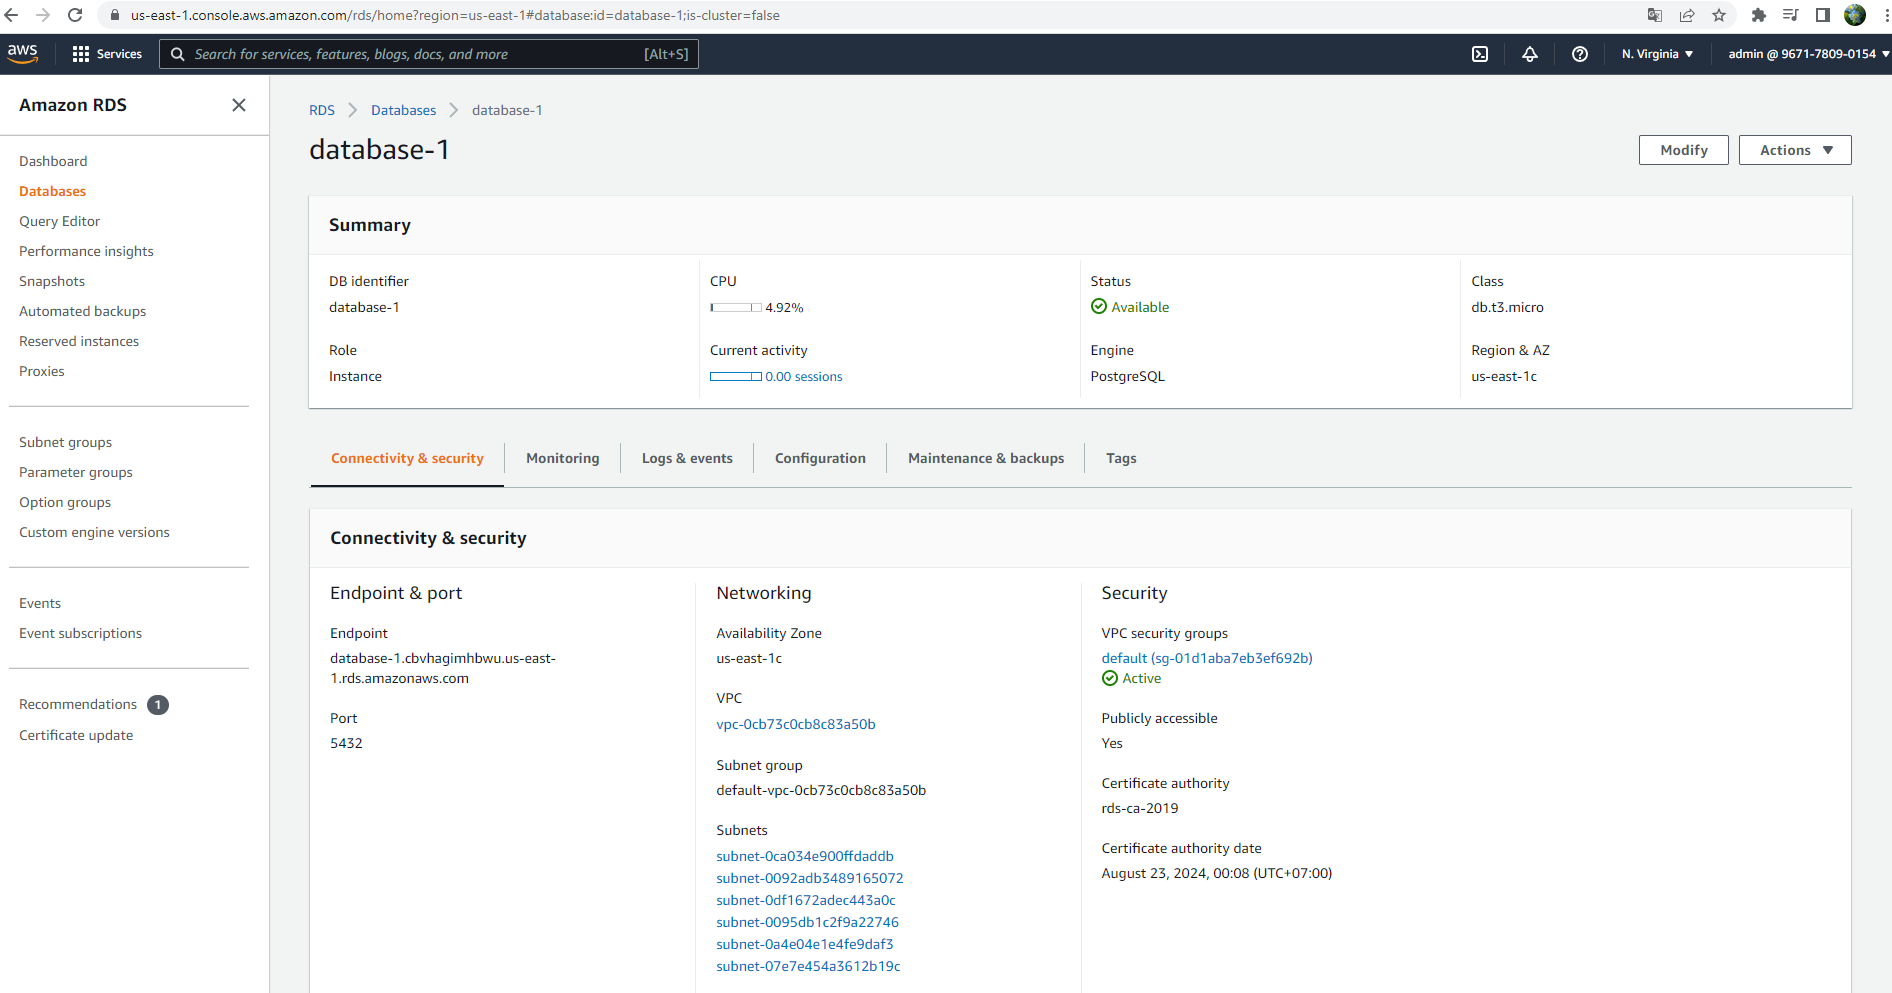 us-east-1.console.aws.amazon.com/rds/home?region=us-east-1#database:id=database-1;is-cluster=false
aws Services Search for services, features, blogs, docs, and more [Alt+S] N. Virginia admin @ 9671-7809-0154
Amazon RDS
Dashboard
Databases
Query Editor
Performance insights
Snapshots
Automated backups
Reserved instances
Proxies
Subnet groups
Parameter groups
Option groups
Custom engine versions
Events
Event subscriptions
Recommendations 1
Certificate update
RDS Databases database-1
database-1
Modify Actions
Summary
DB identifier
database-1
Role
Instance
CPU
4.92%
Current activity
0.00 sessions
Status
Available
Engine
PostgreSQL
Class
db.t3.micro
Region & AZ
us-east-1c
Connectivity & security Monitoring Logs & events Configuration Maintenance & backups Tags
Connectivity & security
Endpoint & port
Endpoint
database-1.cbvhagimhbwu.us-east-
1.rds.amazonaws.com
Port
5432
Networking
Availability Zone
us-east-1c
VPC
vpc-0cb73c0cb8c83a50b
Subnet group
default-vpc-0cb73c0cb8c83a50b
Subnets
subnet-0ca034e900ffdaddb
subnet-0092adb3489165072
subnet-0df1672adec443a0c
subnet-0095db1c2f9a22746
subnet-0a4e04e1e4fe9daf3
subnet-07e7e454a3612b19c
Security
VPC security groups
default (sg-01d1aba7eb3ef692b)
Active
Publicly accessible
Yes
Certificate authority
rds-ca-2019
Certificate authority date
August 23, 2024, 00:08 (UTC+07:00)